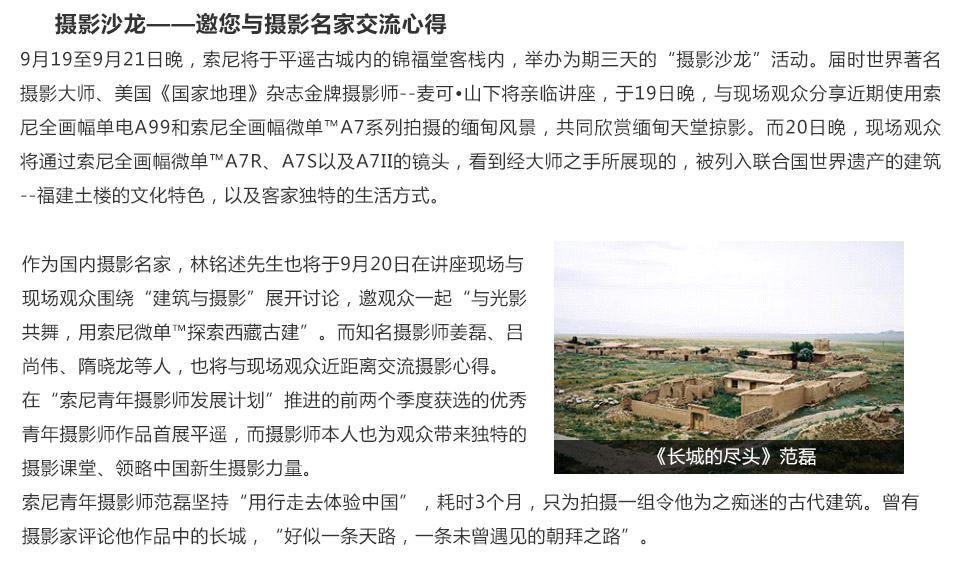 摄影沙龙——邀您与摄影名家交流心得
9月19至9月21日晚，索尼将于平遥古城内的锦福堂客栈内，举办为期三天的“摄影沙龙”活动。届时世界著名
摄影大师、美国《国家地理》杂志金牌摄影师--麦可•山下将亲临讲座，于19日晚，与现场观众分享近期使用索
尼全画幅单电A99和索尼全画幅微单™A7系列拍摄的缅甸风景，共同欣赏缅甸天堂掠影。而20日晚，现场观众
将通过索尼全画幅微单™A7R、A7S以及A7II的镜头，看到经大师之手所展现的，被列入联合国世界遗产的建筑
--福建土楼的文化特色，以及客家独特的生活方式。
作为国内摄影名家，林铭述先生也将于9月20日在讲座现场与
现场观众围绕“建筑与摄影”展开讨论，邀观众一起“与光影
共舞，用索尼微单™探索西藏古建”。而知名摄影师姜磊、吕
尚伟、隋晓龙等人，也将与现场观众近距离交流摄影心得。
在“索尼青年摄影师发展计划”推进的前两个季度获选的优秀
青年摄影师作品首展平遥，而摄影师本人也为观众带来独特的
摄影课堂、领略中国新生摄影力量。
《长城的尽头》范磊
索尼青年摄影师范磊坚持“用行走去体验中国”，耗时3个月，只为拍摄一组令他为之痴迷的古代建筑。曾有
摄影家评论他作品中的长城，“好似一条天路，一条未曾遇见的朝拜之路”。